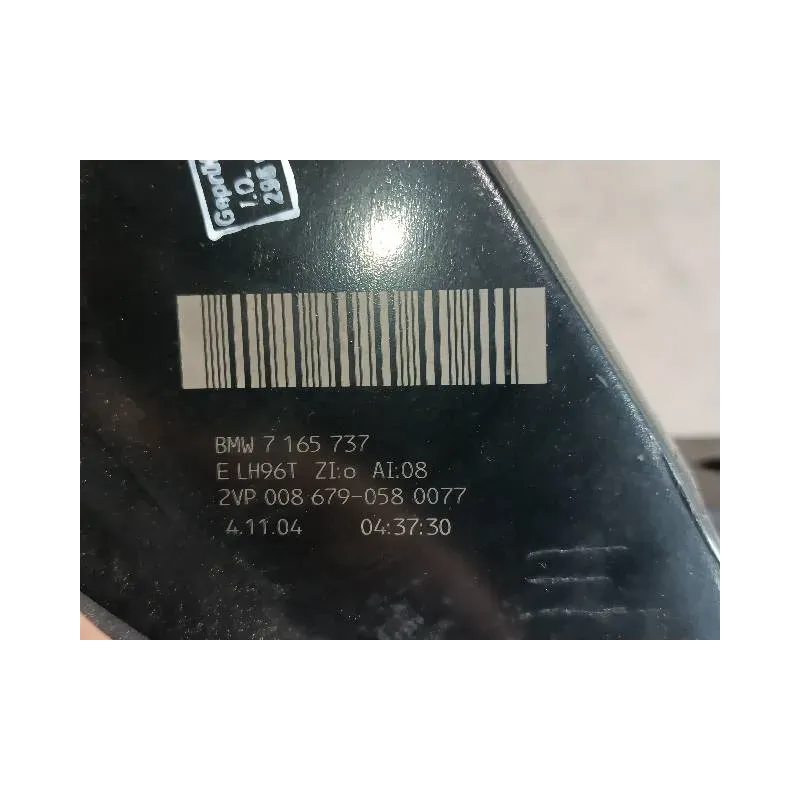 I.O.
BMW 7 165 737
E LH96T ZI:o AI:08
2VP 008 679-058 0077
4.11.04 04:37:30